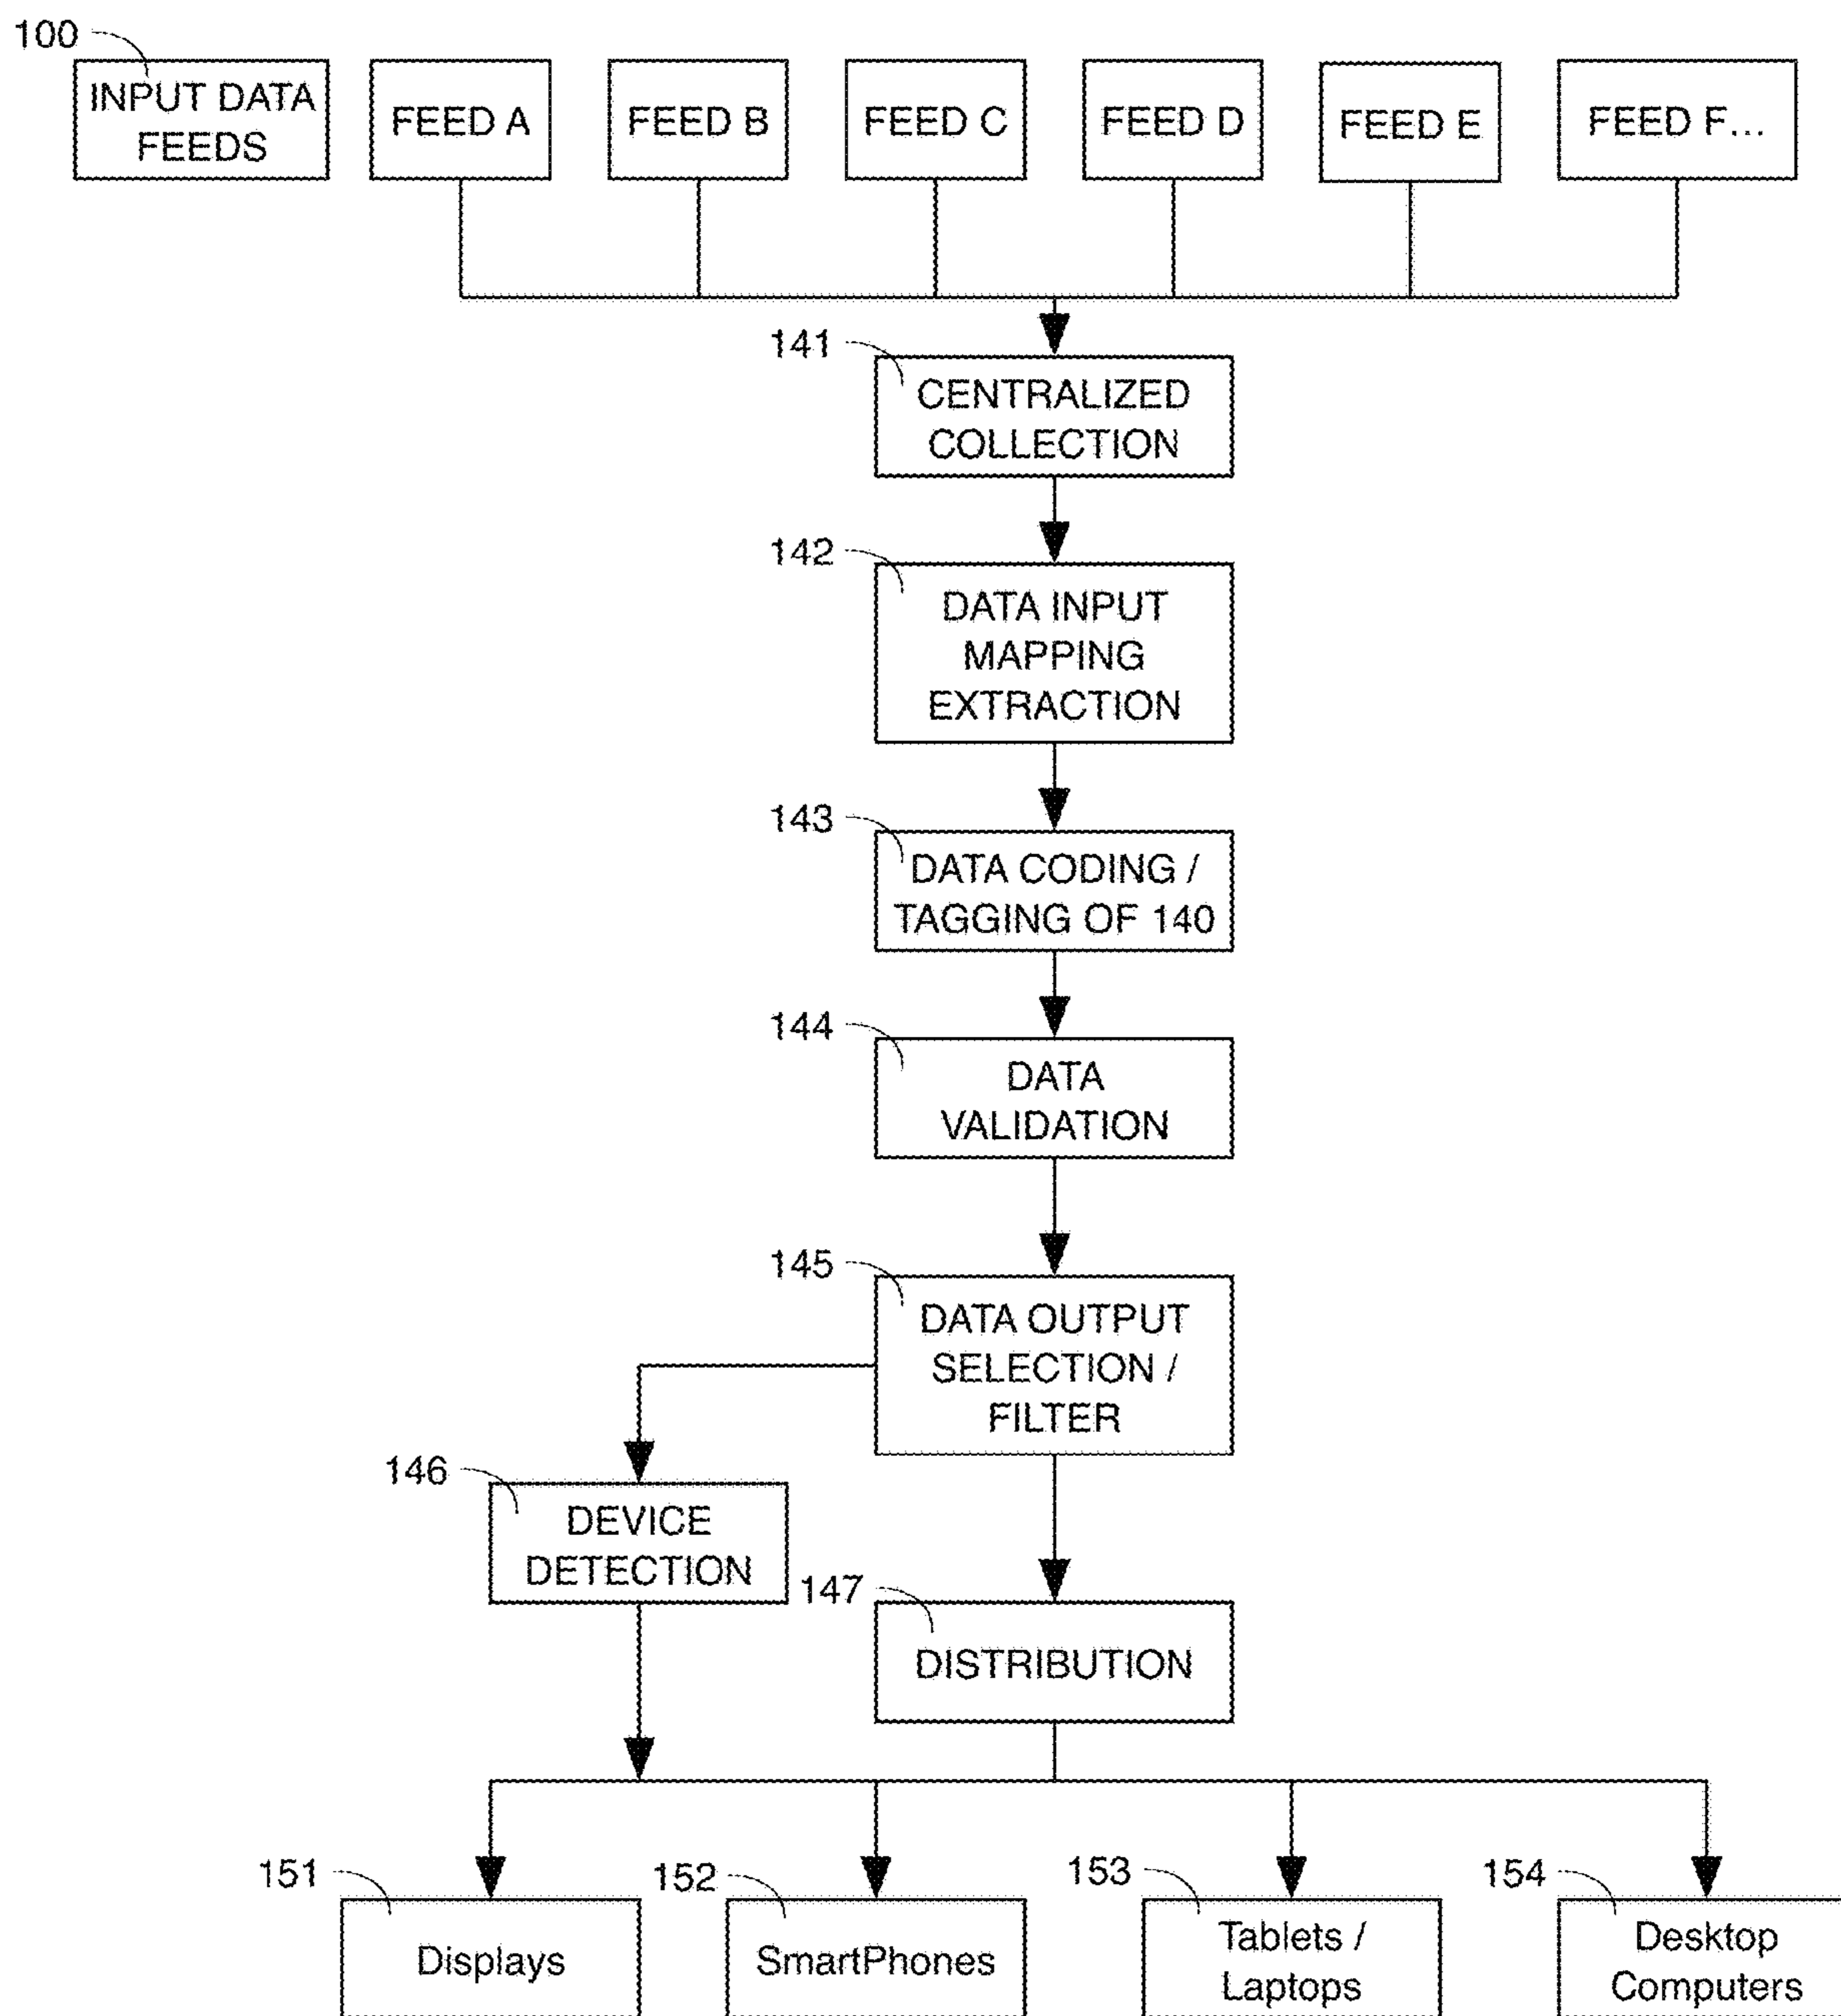 100
INPUT DATA
FEEDS
FEED A
FEED B
FEED C
FEED D
FEED E
FEED F...
141
CENTRALIZED
COLLECTION
142
DATA INPUT
MAPPING
EXTRACTION
143
DATA CODING /
TAGGING OF 140
144
DATA
VALIDATION
145
DATA OUTPUT
SELECTION /
FILTER
146
DEVICE
DETECTION
147
DISTRIBUTION
151
Displays
152
SmartPhones
153
Tablets /
Laptops
154
Desktop
Computers